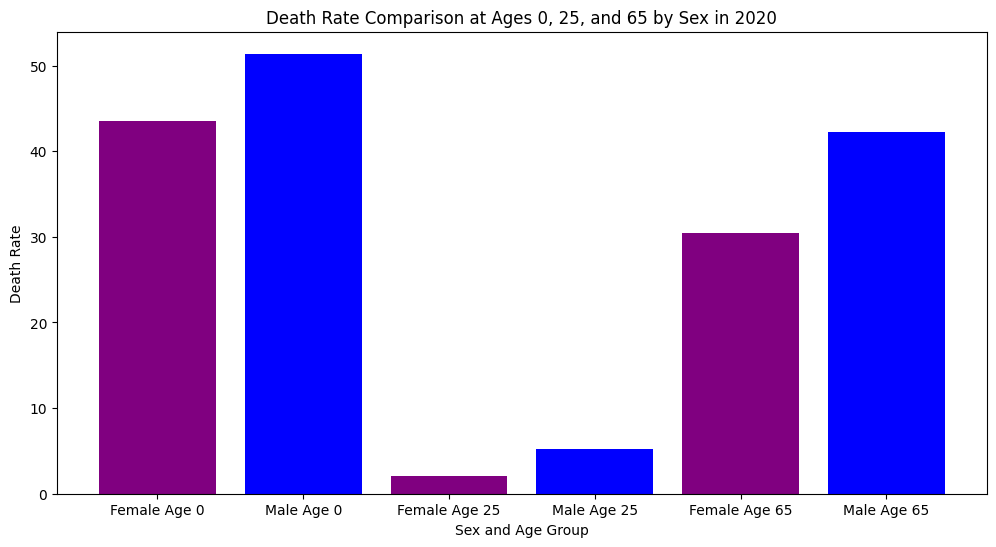 Death Rate Comparison at Ages 0, 25, and 65 by Sex in 2020
Death Rate
50
40
30
20
10
0
Female Age 0
Male Age 0
Female Age 25
Male Age 25
Female Age 65
Male Age 65
Sex and Age Group